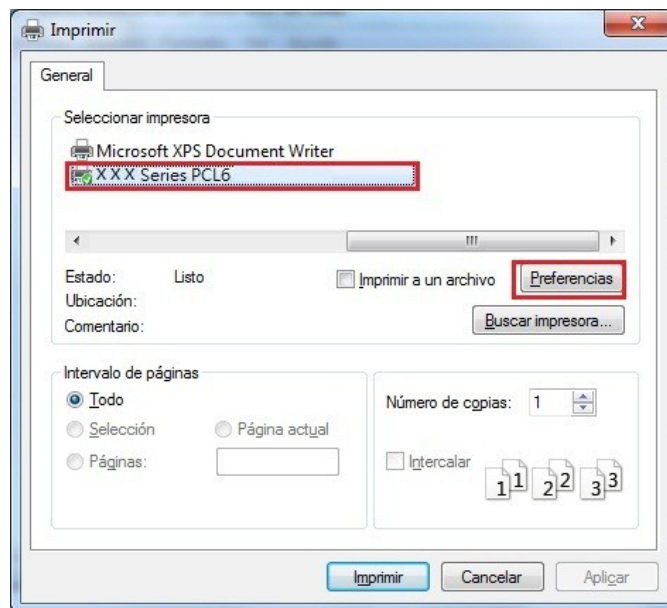 Imprimir
General
Seleccionar impresora
Microsoft XPS Document Writer
X X X Series PCL6
Estado: Listo
Imprimir a un archivo
Preferencias
Ubicación:
Comentario:
Buscar impresora...
Intervalo de páginas
Todo
Selección
Página actual
Páginas:
Número de copias: 1
Intercalar
1 1 2 2 3 3
Imprimir
Cancelar
Aplicar